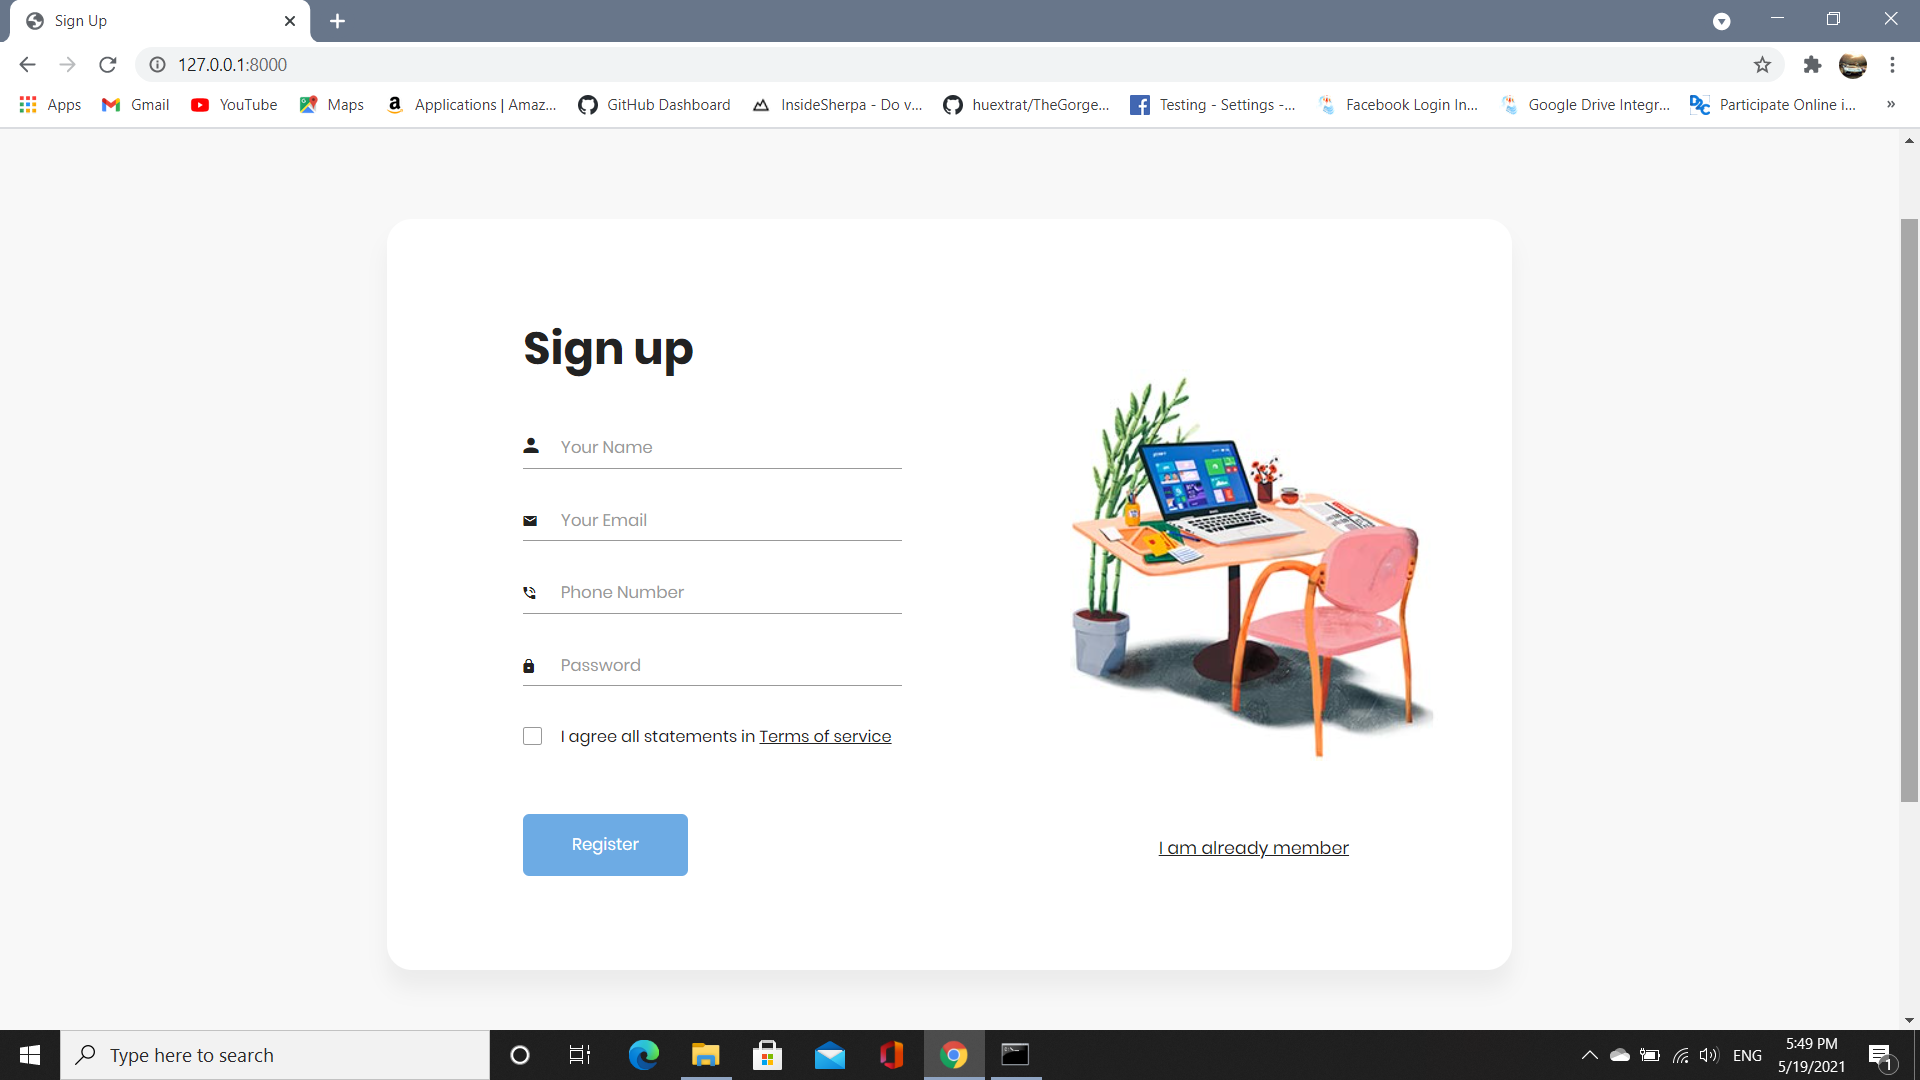 Sign Up
127.0.0.1:8000
Apps Gmail YouTube Maps Applications | Amaz... GitHub Dashboard InsideSherpa - Do v... huextrat/TheGorge... Testing - Settings -... Facebook Login In... Google Drive Integr... Participate Online i... »
Sign up
Your Name
Your Email
Phone Number
Password
I agree all statements in Terms of service
Register
I am already member
Type here to search
ENG
5:49 PM
5/19/2021
1